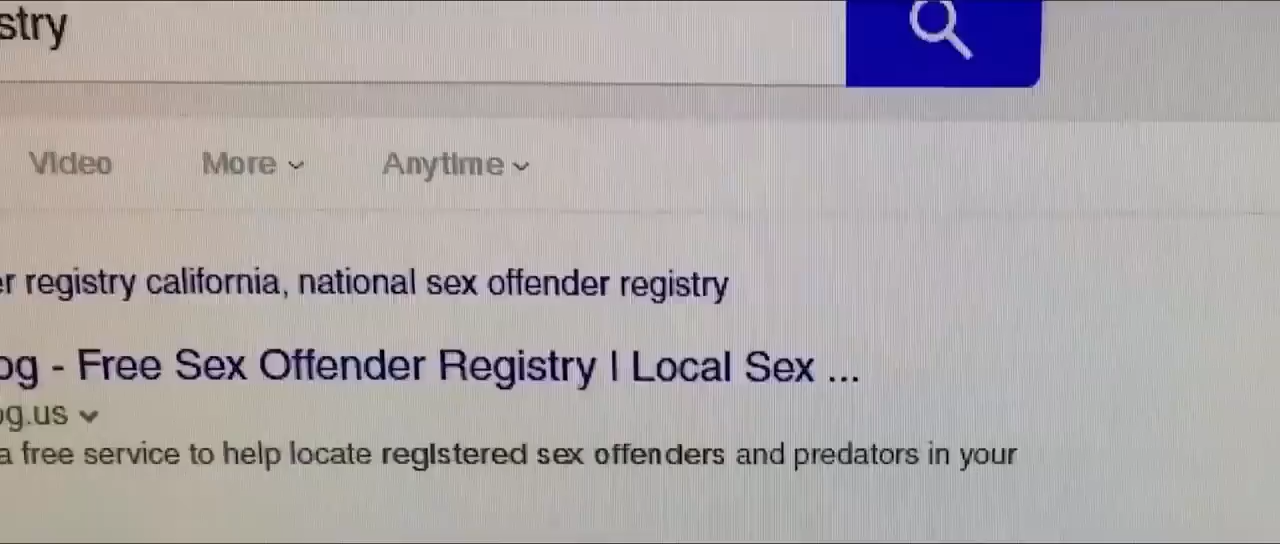 stry
Video More Anytime
er registry california, national sex offender registry
og - Free Sex Offender Registry | Local Sex ...
og.us
a free service to help locate registered sex offenders and predators in your